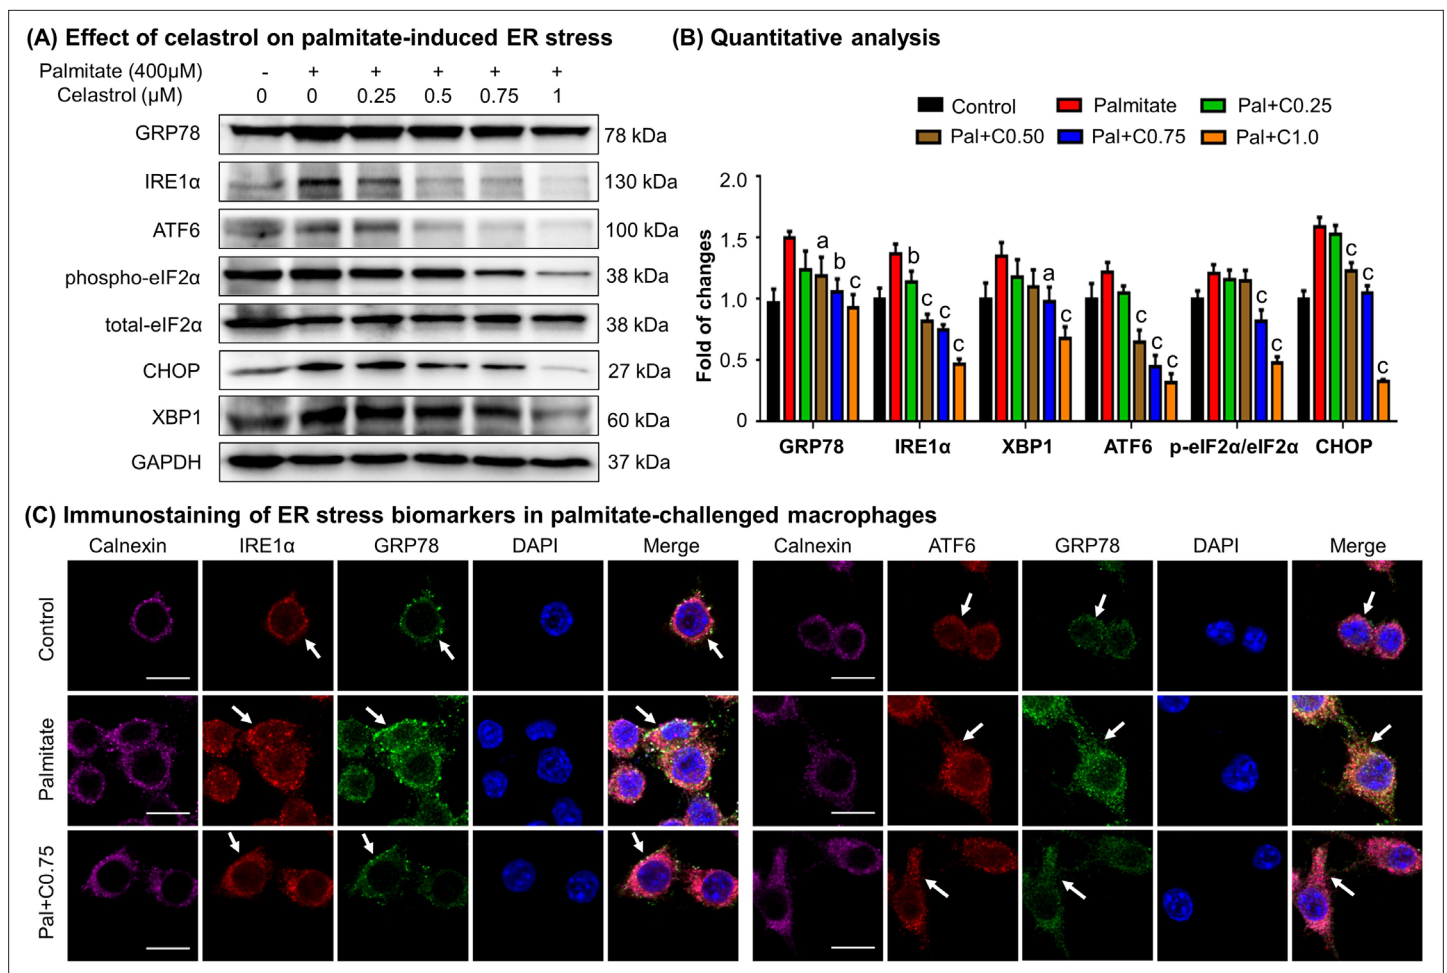 (A) Effect of celastrol on palmitate-induced ER stress
Palmitate (400µM) - + + + + +
Celastrol (µM) 0 0 0.25 0.5 0.75 1
GRP78 78 kDa
IRE1α 130 kDa
ATF6 100 kDa
phospho-eIF2α 38 kDa
total-eIF2α 38 kDa
CHOP 27 kDa
XBP1 60 kDa
GAPDH 37 kDa
(B) Quantitative analysis
Control Palmitate Pal+C0.25
Pal+C0.50 Pal+C0.75 Pal+C1.0
Fold of changes
2.0
1.5
1.0
0.5
0
a b c
b c c c
a c
c c c
c c
c c c
GRP78 IRE1α XBP1 ATF6 p-eIF2α/eIF2α CHOP
(C) Immunostaining of ER stress biomarkers in palmitate-challenged macrophages
Calnexin IRE1α GRP78 DAPI Merge Calnexin ATF6 GRP78 DAPI Merge
Control
Palmitate
Pal+C0.75